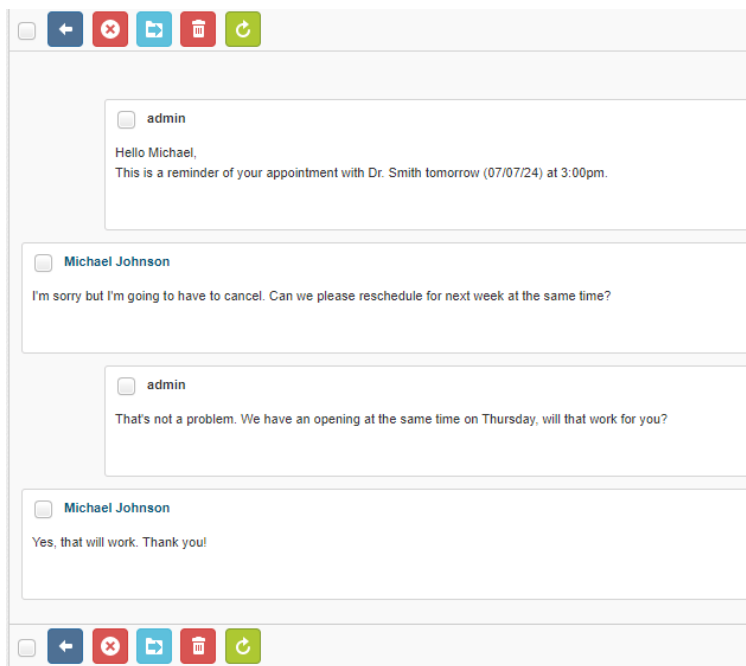 admin
Hello Michael,
This is a reminder of your appointment with Dr. Smith tomorrow (07/07/24) at 3:00pm.
Michael Johnson
I'm sorry but I'm going to have to cancel. Can we please reschedule for next week at the same time?
admin
That's not a problem. We have an opening at the same time on Thursday, will that work for you?
Michael Johnson
Yes, that will work. Thank you!